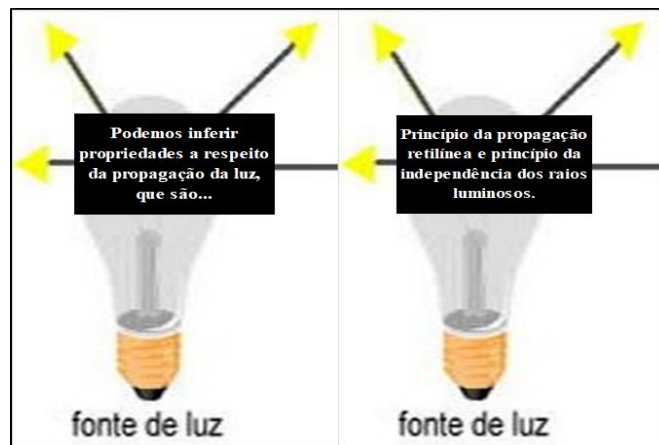 Podemos inferir
propriedades a respeito
da propagação da luz,
que são...
fonte de luz
Princípio da propagação
retilínea e princípio da
independência dos raios
luminosos.
fonte de luz